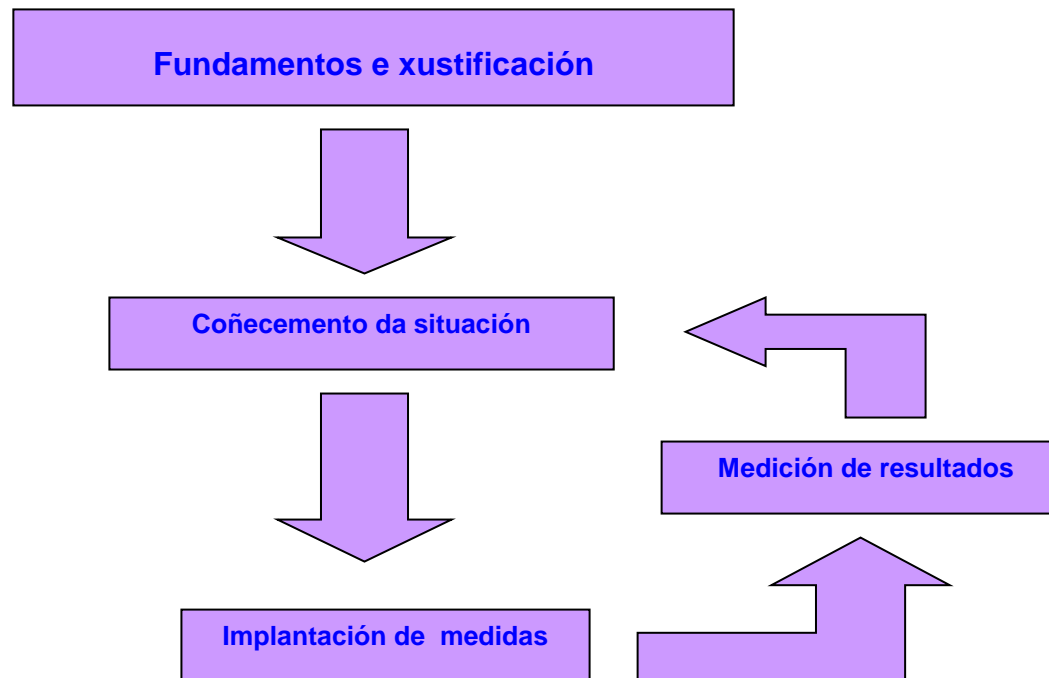 Fundamentos e xustificación
Coñecemento da situación
Medición de resultados
Implantación de  medidas